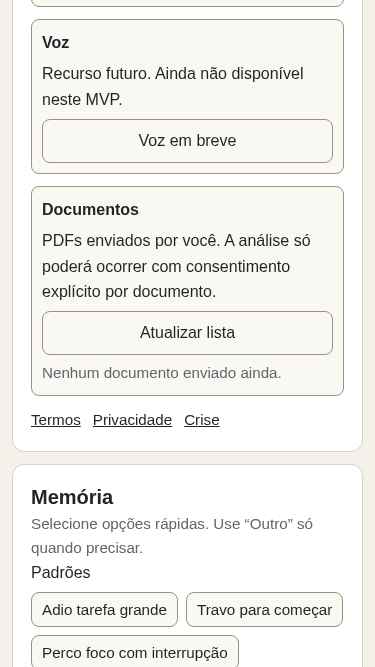 Voz
Recurso futuro. Ainda não disponível
neste MVP.
Voz em breve
Documentos
PDFs enviados por você. A análise só
poderá ocorrer com consentimento
explícito por documento.
Atualizar lista
Nenhum documento enviado ainda.
Termos Privacidade Crise
Memória
Selecione opções rápidas. Use “Outro” só
quando precisar.
Padrões
Adio tarefa grande Travo para começar
Perco foco com interrupção